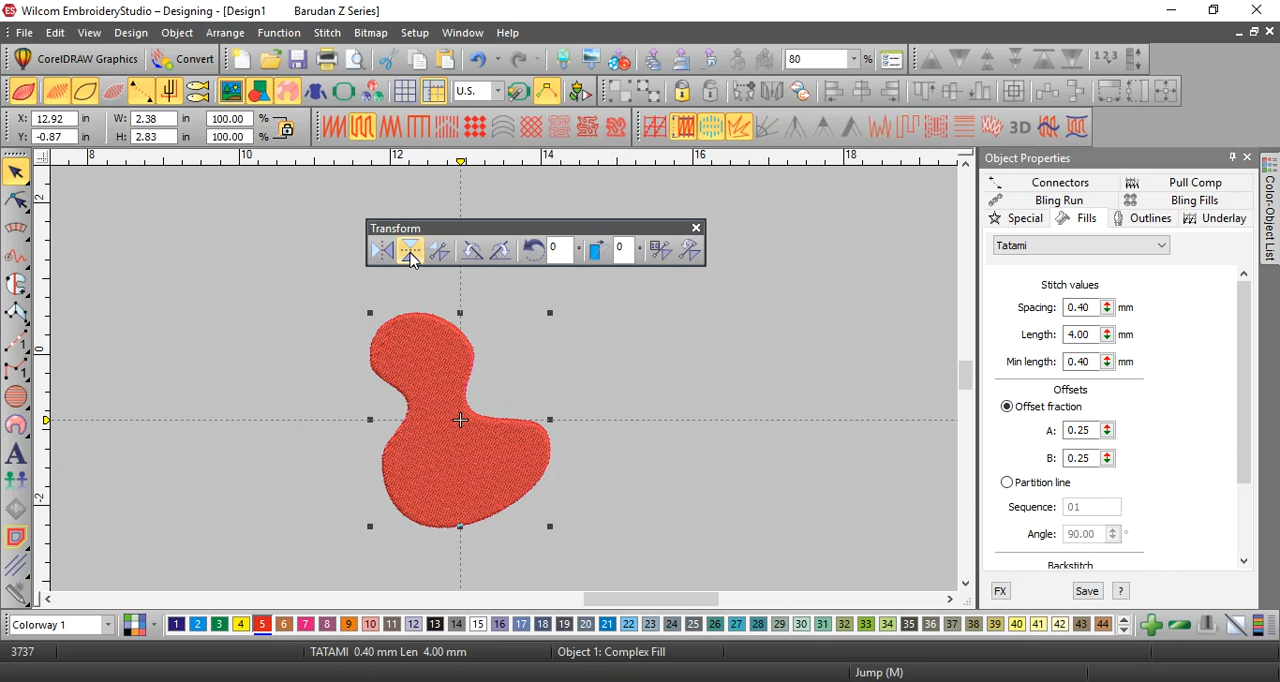 Wilcom EmbroideryStudio – Designing - [Design1 Barudan Z Series]
File Edit View Design Object Arrange Function Stitch Bitmap Setup Window Help
CorelDRAW Graphics Convert 80 % 1 2 3
U.S.
X: 12.92 in W: 2.38 in 100.00 %
Y: -0.87 in H: 2.83 in 100.00 % 3D
8 10 12 14 16 18
2
0
-2
Transform
0 ° 0 °
Object Properties
Connectors Pull Comp
Bling Run Bling Fills
Special Fills Outlines Underlay
Tatami
Stitch values
Spacing: 0.40 mm
Length: 4.00 mm
Min length: 0.40 mm
Offsets
Offset fraction
A: 0.25
B: 0.25
Partition line
Sequence: 01
Angle: 90.00 °
Backstitch
FX Save ?
Color-Object List
Colorway 1 1 2 3 4 5 6 7 8 9 10 11 12 13 14 15 16 17 18 19 20 21 22 23 24 25 26 27 28 29 30 31 32 33 34 35 36 37 38 39 40 41 42 43 44
3737 TATAMI 0.40 mm Len 4.00 mm Object 1: Complex Fill
Jump (M)